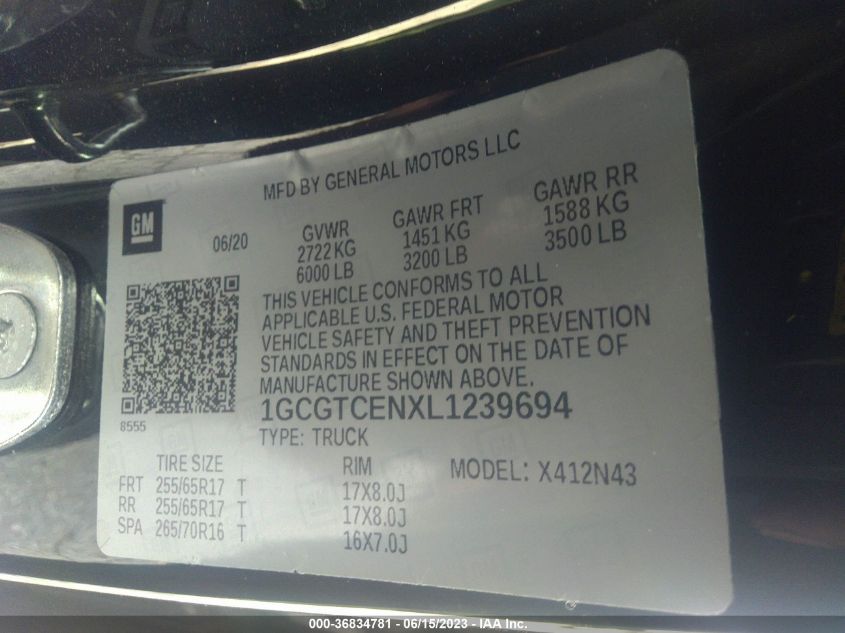 MFD BY GENERAL MOTORS LLC
GM
06/20
GVWR GAWR FRT GAWR RR
2722 KG 1451 KG 1588 KG
6000 LB 3200 LB 3500 LB
THIS VEHICLE CONFORMS TO ALL
APPLICABLE U.S. FEDERAL MOTOR
VEHICLE SAFETY AND THEFT PREVENTION
STANDARDS IN EFFECT ON THE DATE OF
MANUFACTURE SHOWN ABOVE.
8555
1GCGTCENXL1239694
TYPE: TRUCK
TIRE SIZE RIM MODEL: X412N43
FRT 255/65R17 T 17X8.0J
RR 255/65R17 T 17X8.0J
SPA 265/70R16 T 16X7.0J
000-36834781 - 06/15/2023 - IAA Inc.